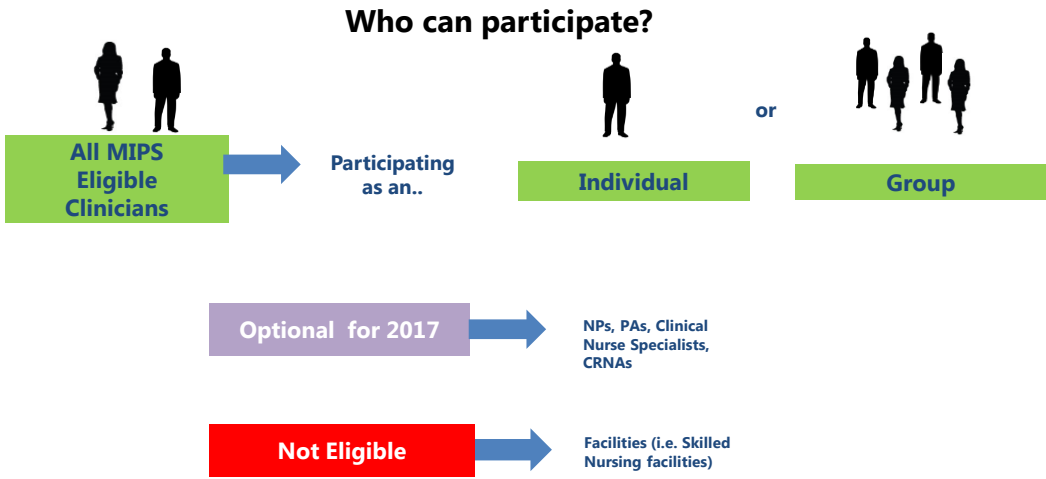 Who can participate?
All MIPS
Eligible
Clinicians
Participating
as an..
Individual
or
Group
Optional  for 2017
NPs, PAs, Clinical
Nurse Specialists,
CRNAs
Not Eligible
Facilities (i.e. Skilled
Nursing facilities)